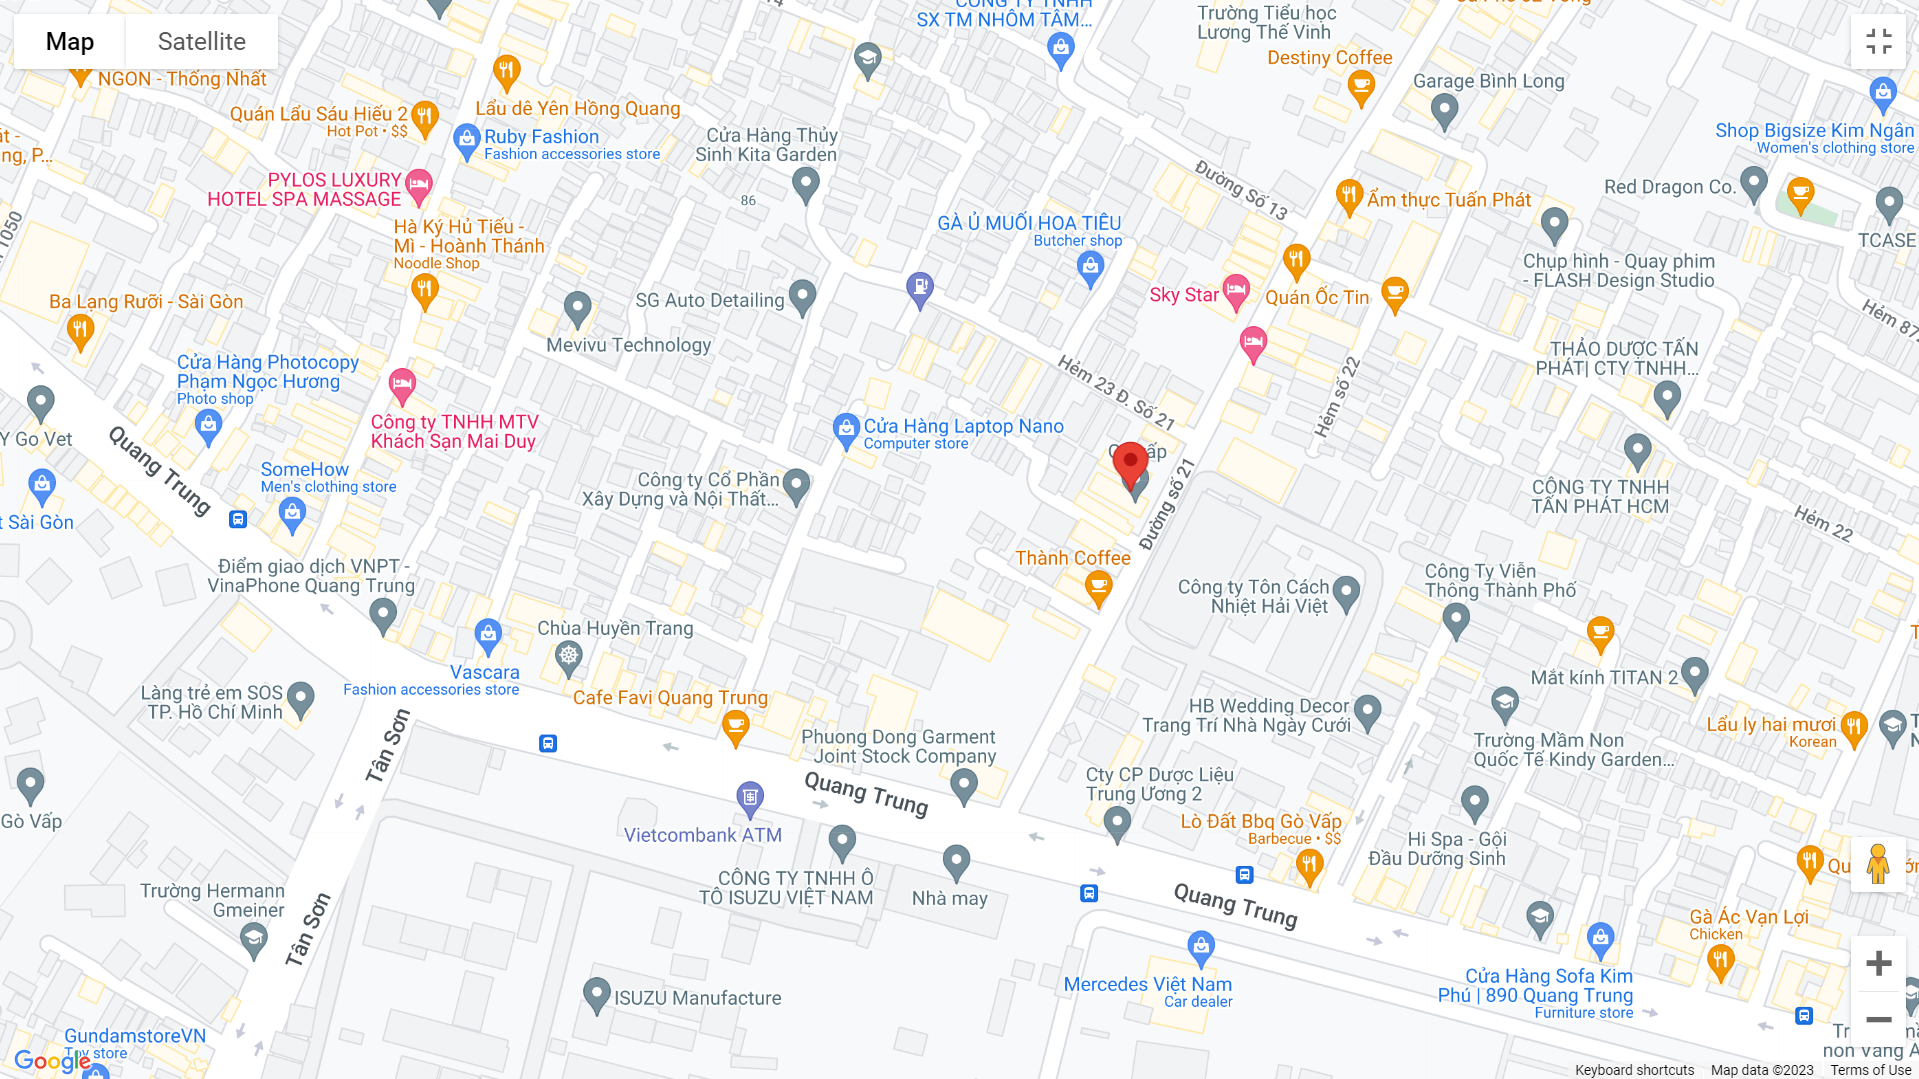 Map
Satellite
NGON - Thống Nhất
CÔNG TY TNHH
SX TM NHÔM TÂM...
Trường Tiểu học
Lương Thế Vinh
Destiny Coffee
Garage Bình Long
Shop Bigsize Kim Ngân
Women's clothing store
Quán Lẩu Sáu Hiếu 2
Hot Pot • $$
Lẩu dê Yên Hồng Quang
Ruby Fashion
Fashion accessories store
Cửa Hàng Thủy
Sinh Kita Garden
86
ng, P...
PYLOS LUXURY
HOTEL SPA MASSAGE
Đường Số 13
Ẩm thực Tuấn Phát
Red Dragon Co.
TCASE
Hà Ký Hủ Tiếu -
Mì - Hoành Thánh
Noodle Shop
GÀ Ủ MUỐI HOA TIÊU
Butcher shop
Chụp hình - Quay phim
- FLASH Design Studio
1050
Ba Lạng Rưỡi - Sài Gòn
SG Auto Detailing
Sky Star
Quán Ốc Tin
Hẻm 87
Mevivu Technology
THẢO DƯỢC TẤN
PHÁT| CTY TNHH...
Cửa Hàng Photocopy
Phạm Ngọc Hương
Photo shop
Hẻm 23 Đ. Số 21
Hẻm số 22
Công ty TNHH MTV
Khách Sạn Mai Duy
Cửa Hàng Laptop Nano
Computer store
Y Go Vet
Quang Trung
SomeHow
Men's clothing store
Công ty Cổ Phần
Xây Dựng và Nội Thất...
Đường số 21
CÔNG TY TNHH
TẤN PHÁT HCM
Hẻm 22
t Sài Gòn
Điểm giao dịch VNPT -
VinaPhone Quang Trung
Thành Coffee
Công ty Tôn Cách
Nhiệt Hải Việt
Công Ty Viễn
Thông Thành Phố
Chùa Huyền Trang
Vascara
Fashion accessories store
Mắt kính TITAN 2
Làng trẻ em SOS
TP. Hồ Chí Minh
Cafe Favi Quang Trung
HB Wedding Decor
Trang Trí Nhà Ngày Cưới
Lẩu ly hai mươi
Korean
Tân Sơn
Phuong Dong Garment
Joint Stock Company
Trường Mầm Non
Quốc Tế Kindy Garden...
Quang Trung
Cty CP Dược Liệu
Trung Ương 2
Gò Vấp
Vietcombank ATM
Lò Đất Bbq Gò Vấp
Barbecue • $$
Hi Spa - Gội
Đầu Dưỡng Sinh
CÔNG TY TNHH Ô
TÔ ISUZU VIỆT NAM
Nhà may
Trường Hermann
Gmeiner
Quang Trung
Gà Ác Vạn Lợi
Chicken
Tân Sơn
Mercedes Việt Nam
Car dealer
Cửa Hàng Sofa Kim
Phú | 890 Quang Trung
Furniture store
ISUZU Manufacture
GundamstoreVN
Toy store
Google
Keyboard shortcuts
Map data ©2023
Terms of Use